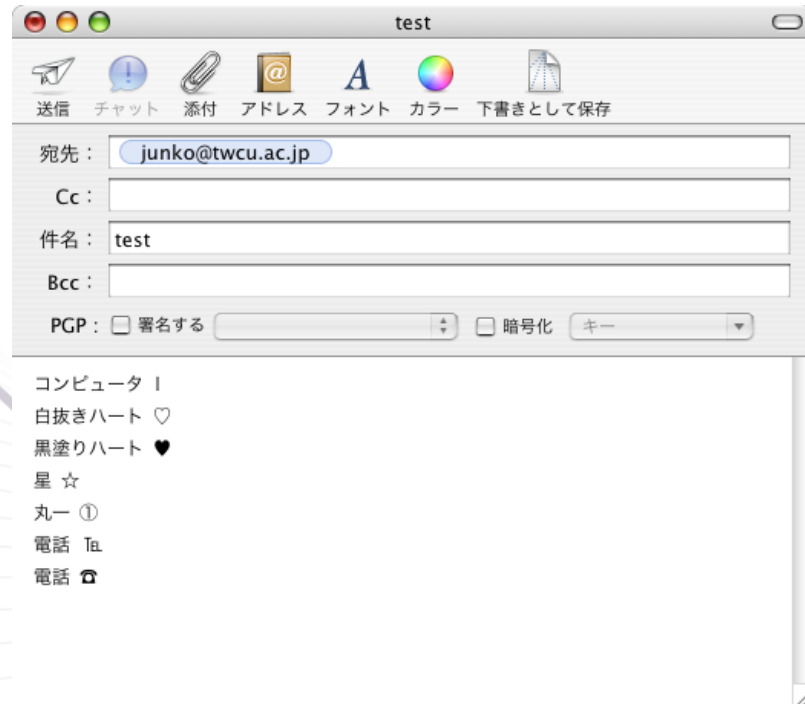 test
送信 チャット 添付 アドレス フォント カラー 下書きとして保存
宛先： junko@twcu.ac.jp
Cc：
件名： test
Bcc：
PGP： 署名する 暗号化 キー
コンピュータ Ⅰ
白抜きハート ♡
黒塗りハート ♥
星 ☆
丸一 ①
電話 ℡
電話 ☎